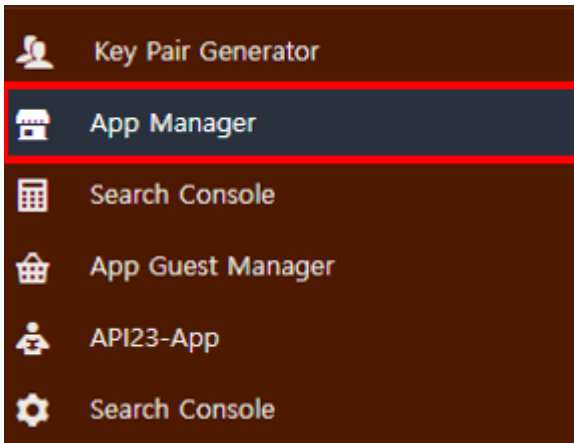 Key Pair Generator
App Manager
Search Console
App Guest Manager
API23-App
Search Console